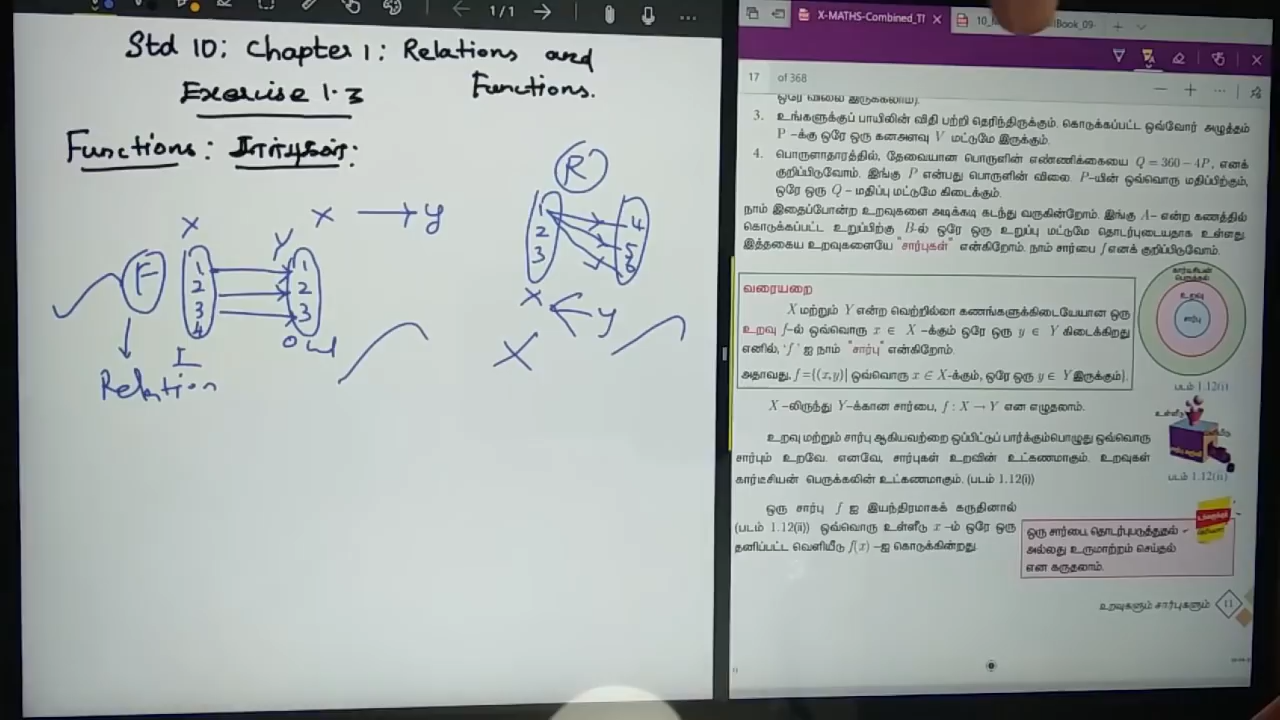 1/1
Std 10: Chapter 1: Relations and
Functions.
Exercise 1.3
Functions:
X
Y
x → y
F
1
2
3
4
1
2
3
I
Relation
R
1
2
3
4
5
6
x ← y
X
X-MATHS-Combined_TI
17 of 368
3. உங்களுக்குப் பாயிலின் விதி பற்றி தெரிந்திருக்கும். கொடுக்கப்பட்ட ஒவ்வோர் அழுத்தம்
P -க்கு ஒரே ஒரு கனஅளவு V மட்டுமே இருக்கும்.
4. பொருளாதாரத்தில், தேவையான பொருளின் எண்ணிக்கையை Q = 360 − 4P, எனக்
குறிப்பிடுவோம். இங்கு P என்பது பொருளின் விலை. P-யின் ஒவ்வொரு மதிப்பிற்கும்,
ஒரே ஒரு Q - மதிப்பு மட்டுமே கிடைக்கும்.
நாம் இதைப்போன்ற உறவுகளை அடிக்கடி கடந்து வருகின்றோம். இங்கு A- என்ற கணத்தில்
கொடுக்கப்பட்ட ஒரு உறுப்பிற்கு B-ல் ஒரே ஒரு உறுப்பு மட்டுமே தொடர்புடையதாக உள்ளது.
இத்தகைய உறவுகளையே "சார்புகள்" என்கிறோம். நாம் சார்பை f எனக் குறிப்பிடுவோம்.
வரையறை
X மற்றும் Y என்ற வெற்றில்லா கணங்களுக்கிடையேயான ஒரு
உறவு f-ல் ஒவ்வொரு x ∈ X -க்கும் ஒரே ஒரு y ∈ Y கிடைக்கிறது
எனில், 'f' ஐ நாம் "சார்பு" என்கிறோம்.
அதாவது, f = {(x,y)| ஒவ்வொரு x ∈ X-க்கும், ஒரே ஒரு y ∈ Y இருக்கும்}.
கார்டீசியன்
பெருக்கல்
உறவு
சார்பு
படம் 1.12(i)
X -லிருந்து Y-க்கான சார்பை, f : X → Y என எழுதலாம்.
உறவு மற்றும் சார்பு ஆகியவற்றை ஒப்பிட்டுப் பார்க்கும்பொழுது ஒவ்வொரு
சார்பும் உறவே. எனவே, சார்புகள் உறவின் உட்கணமாகும். உறவுகள்
கார்டீசியன் பெருக்கலின் உட்கணமாகும். (படம் 1.12(i))
உள்ளீடு
படம் 1.12(ii)
ஒரு சார்பு f ஐ இயந்திரமாகக் கருதினால்
(படம் 1.12(ii)) ஒவ்வொரு உள்ளீடு x -ம் ஒரே ஒரு
தனிப்பட்ட வெளியீடு f(x) -ஐ கொடுக்கின்றது.
ஒரு சார்பை, தொடர்புபடுத்துதல்
அல்லது உருமாற்றம் செய்தல்
என கருதலாம்.
உறவுகளும் சார்புகளும் 11